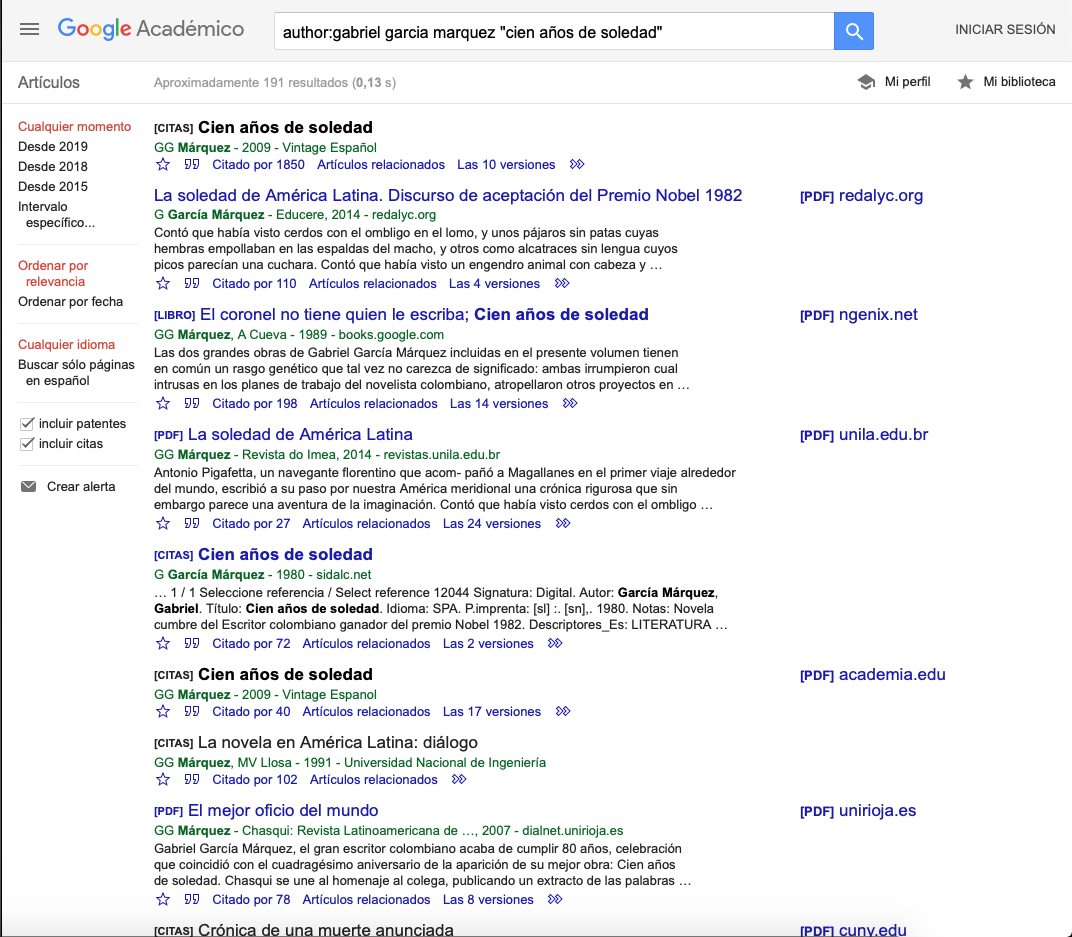 Google Académico
author:gabriel garcia marquez "cien años de soledad"
INICIAR SESIÓN
Artículos
Aproximadamente 191 resultados (0,13 s)
Mi perfil
Mi biblioteca
Cualquier momento
Desde 2019
Desde 2018
Desde 2015
Intervalo
específico...
Ordenar por
relevancia
Ordenar por fecha
Cualquier idioma
Buscar sólo páginas
en español
incluir patentes
incluir citas
Crear alerta
[CITAS] Cien años de soledad
GG Márquez - 2009 - Vintage Español
Citado por 1850 Artículos relacionados Las 10 versiones
La soledad de América Latina. Discurso de aceptación del Premio Nobel 1982
[PDF] redalyc.org
G García Márquez - Educere, 2014 - redalyc.org
Contó que había visto cerdos con el ombligo en el lomo, y unos pájaros sin patas cuyas
hembras empollaban en las espaldas del macho, y otros como alcatraces sin lengua cuyos
picos parecían una cuchara. Contó que había visto un engendro animal con cabeza y …
Citado por 110 Artículos relacionados Las 4 versiones
[LIBRO] El coronel no tiene quien le escriba; Cien años de soledad
[PDF] ngenix.net
GG Márquez, A Cueva - 1989 - books.google.com
Las dos grandes obras de Gabriel García Márquez incluidas en el presente volumen tienen
en común un rasgo genético que tal vez no carezca de significado: ambas irrumpieron cual
intrusas en los planes de trabajo del novelista colombiano, atropellaron otros proyectos en …
Citado por 198 Artículos relacionados Las 14 versiones
[PDF] La soledad de América Latina
[PDF] unila.edu.br
GG Márquez - Revista do Imea, 2014 - revistas.unila.edu.br
Antonio Pigafetta, un navegante florentino que acom- pañó a Magallanes en el primer viaje alrededor
del mundo, escribió a su paso por nuestra América meridional una crónica rigurosa que sin
embargo parece una aventura de la imaginación. Contó que había visto cerdos con el ombligo …
Citado por 27 Artículos relacionados Las 24 versiones
[CITAS] Cien años de soledad
G García Márquez - 1980 - sidalc.net
… 1 / 1 Seleccione referencia / Select reference 12044 Signatura: Digital. Autor: García Márquez,
Gabriel. Título: Cien años de soledad. Idioma: SPA. P.imprenta: [sl] :. [sn],. 1980. Notas: Novela
cumbre del Escritor colombiano ganador del premio Nobel 1982. Descriptores_Es: LITERATURA …
Citado por 72 Artículos relacionados Las 2 versiones
[CITAS] Cien años de soledad
[PDF] academia.edu
GG Márquez - 2009 - Vintage Espanol
Citado por 40 Artículos relacionados Las 17 versiones
[CITAS] La novela en América Latina: diálogo
GG Márquez, MV Llosa - 1991 - Universidad Nacional de Ingeniería
Citado por 102 Artículos relacionados
[PDF] El mejor oficio del mundo
[PDF] unirioja.es
GG Márquez - Chasqui: Revista Latinoamericana de …, 2007 - dialnet.unirioja.es
Gabriel García Márquez, el gran escritor colombiano acaba de cumplir 80 años, celebración
que coincidió con el cuadragésimo aniversario de la aparición de su mejor obra: Cien años
de soledad. Chasqui se une al homenaje al colega, publicando un extracto de las palabras …
Citado por 78 Artículos relacionados Las 8 versiones
[CITAS] Crónica de una muerte anunciada
[PDF] cuny.edu